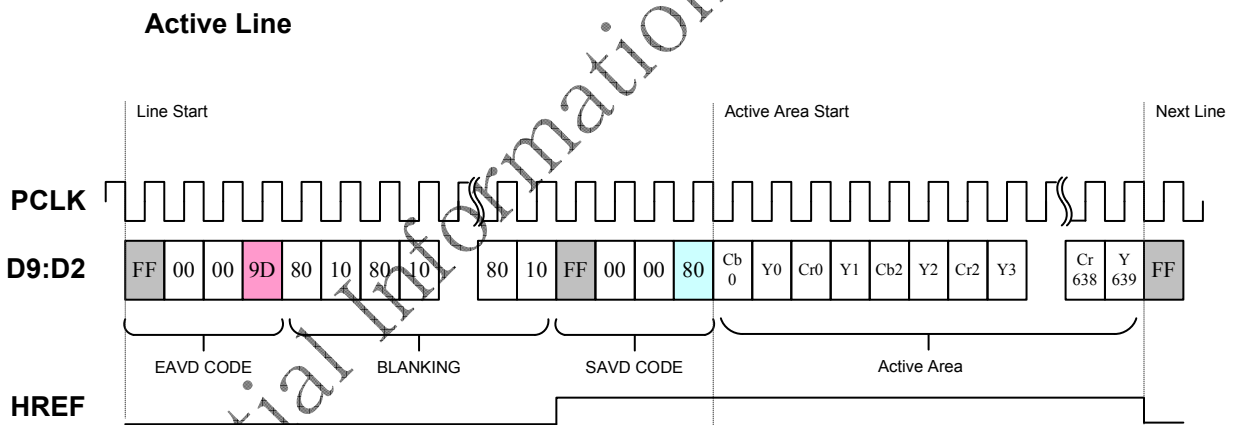 Active Line
Line Start
Active Area Start
Next Line
PCLK
D9:D2
FF 00 00 9D 80 10 80 10 80 10 FF 00 00 80 Cb 0 Y0 Cr0 Y1 Cb2 Y2 Cr2 Y3 Cr 638 Y 639 FF
EAVD CODE
BLANKING
SAVD CODE
Active Area
HREF
tial Information